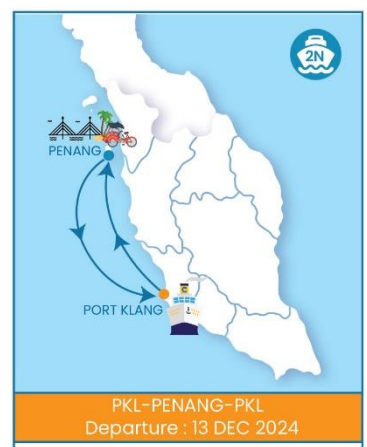 2N
PENANG
PORT KLANG
PKL-PENANG-PKL
Departure : 13 DEC 2024